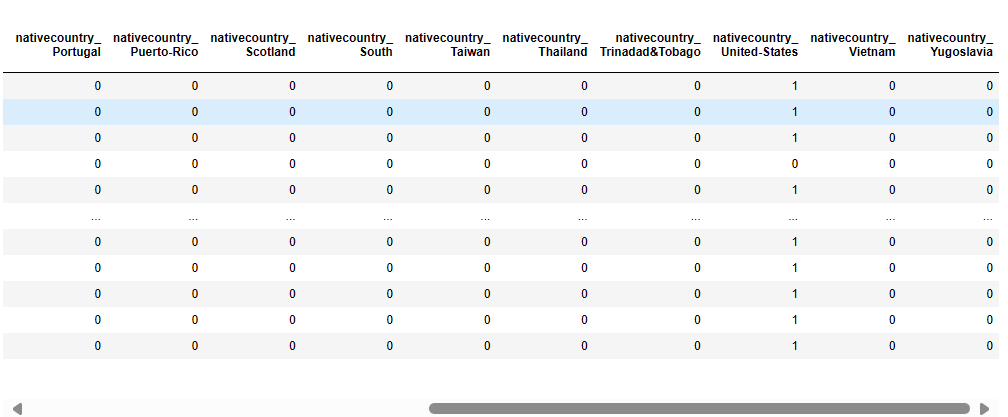 nativecountry_ nativecountry_ nativecountry_ nativecountry_ nativecountry_ nativecountry_ nativecountry_ nativecountry_ nativecountry_ nativecountry_
Portugal Puerto-Rico Scotland South Taiwan Thailand Trinadad&Tobago United-States Vietnam Yugoslavia
0 0 0 0 0 0 0 1 0 0
0 0 0 0 0 0 0 1 0 0
0 0 0 0 0 0 0 1 0 0
0 0 0 0 0 0 0 0 0 0
0 0 0 0 0 0 0 1 0 0
... ... ... ... ... ... ... ... ... ...
0 0 0 0 0 0 0 1 0 0
0 0 0 0 0 0 0 1 0 0
0 0 0 0 0 0 0 1 0 0
0 0 0 0 0 0 0 1 0 0
0 0 0 0 0 0 0 1 0 0